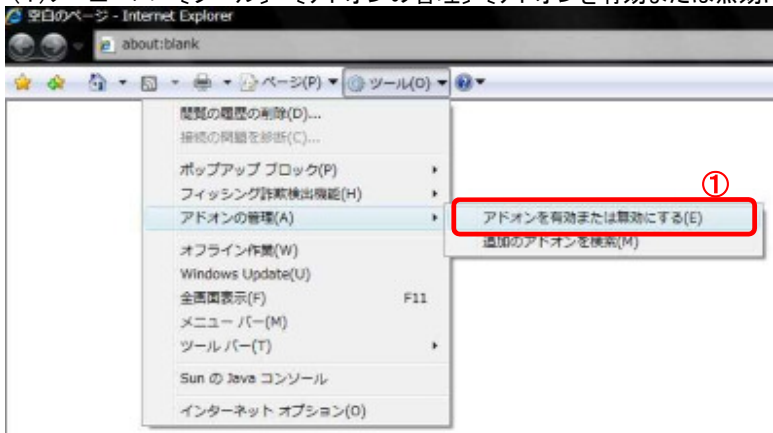 空白のページ - Internet Explorer
about:blank
ページ(P) ツール(O)
閲覧の履歴の削除(D)...
接続の問題を診断(C)...
ポップアップ ブロック(P)
フィッシング詐欺検出機能(H)
①
アドオンの管理(A)
アドオンを有効または無効にする(E)
追加のアドオンを検索(M)
オフライン作業(W)
Windows Update(U)
全画面表示(F) F11
メニュー バー(M)
ツール バー(T)
Sun の Java コンソール
インターネット オプション(O)